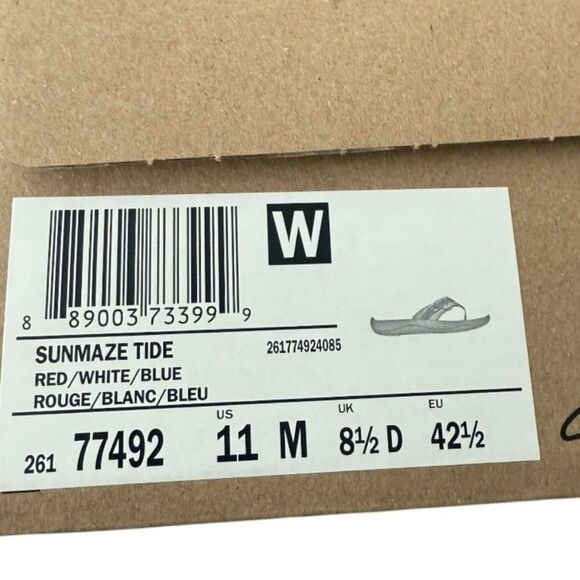 W
8 89003 73399 9
SUNMAZE TIDE 261774924085
RED/WHITE/BLUE
ROUGE/BLANC/BLEU
US UK EU
261 77492 11 M 8½ D 42½